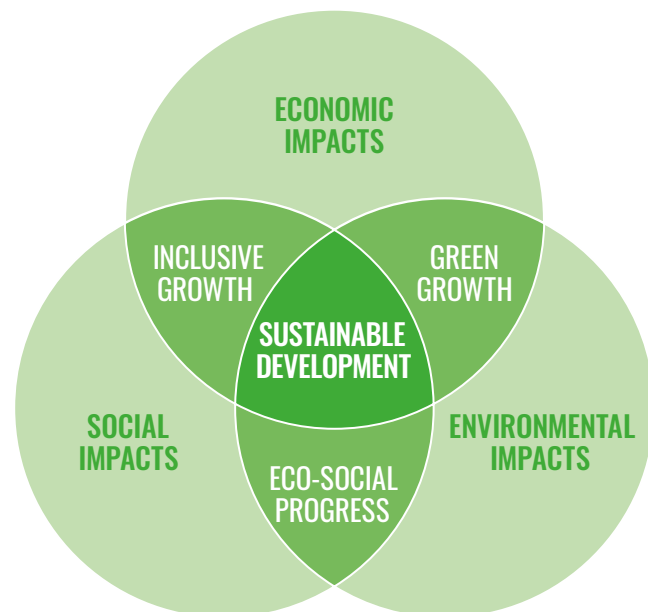 ECONOMIC
IMPACTS
INCLUSIVE
GROWTH
GREEN
GROWTH
SUSTAINABLE
DEVELOPMENT
SOCIAL
IMPACTS
ENVIRONMENTAL
IMPACTS
ECO-SOCIAL
PROGRESS